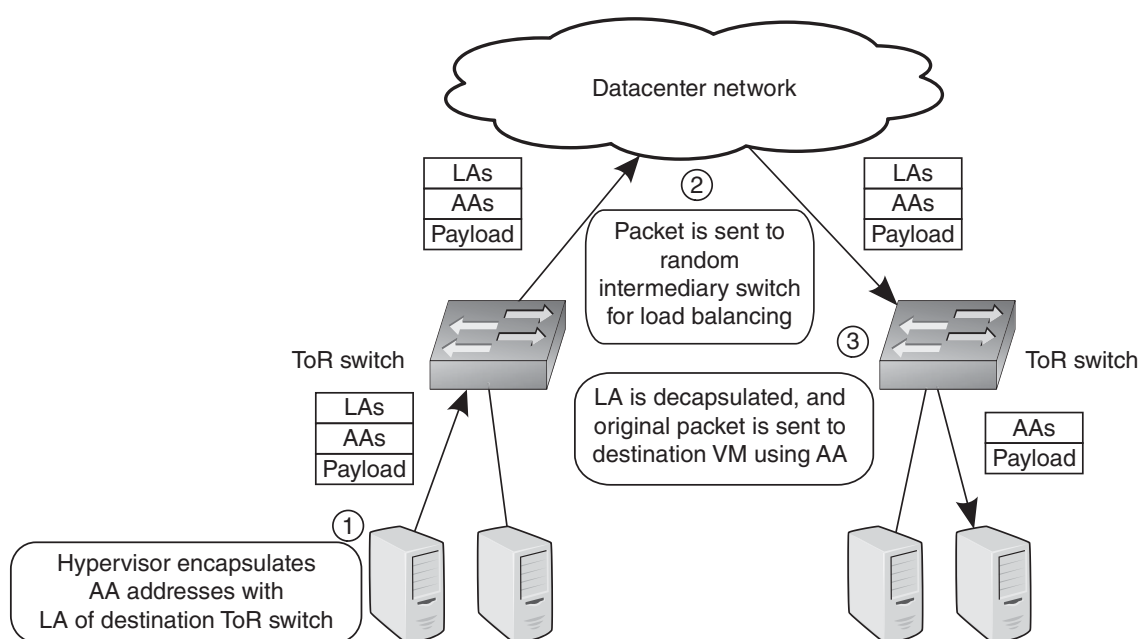 Datacenter network
LAs
AAs
Payload
②
LAs
AAs
Payload
Packet is sent to
random
intermediary switch
for load balancing
ToR switch
③
ToR switch
LAs
AAs
Payload
LA is decapsulated, and
original packet is sent to
destination VM using AA
AAs
Payload
①
Hypervisor encapsulates
AA addresses with
LA of destination ToR switch